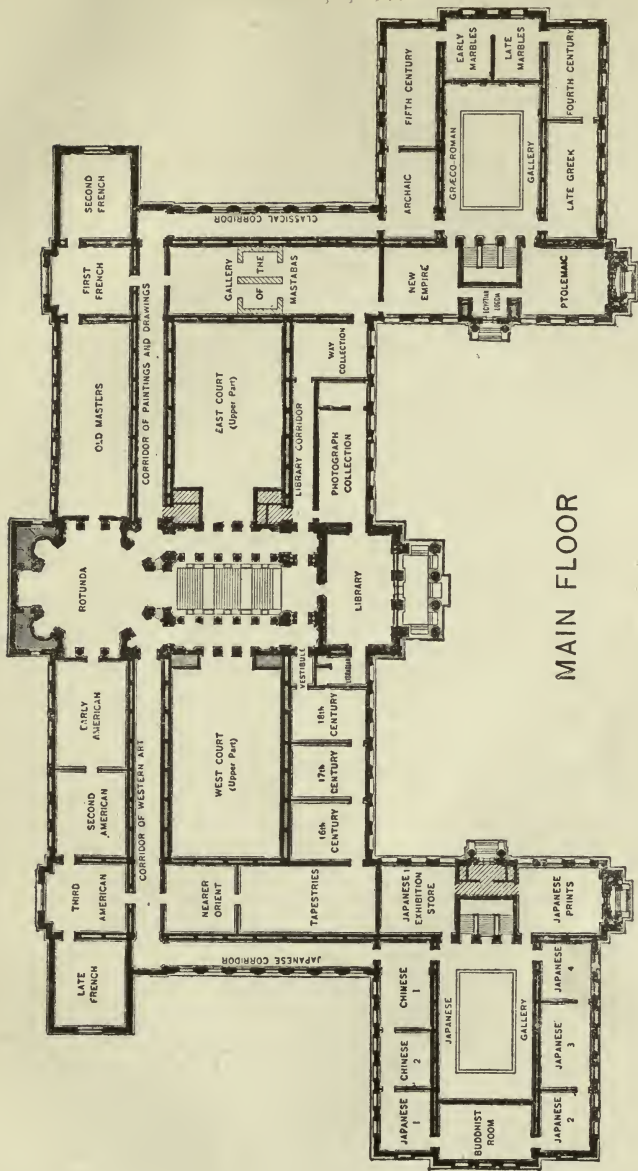 SECOND
FRENCH
FIRST
FRENCH
OLD MASTERS
ROTUNDA
EARLY
AMERICAN
SECOND
AMERICAN
THIRD
AMERICAN
LATE
FRENCH
CLASSICAL CORRIDOR
CORRIDOR OF PAINTINGS AND DRAWINGS
CORRIDOR OF WESTERN ART
JAPANESE CORRIDOR
GALLERY
OF THE
MASTABAS
EAST COURT
(Upper Part)
WEST COURT
(Upper Part)
NEARER
ORIENT
TAPESTRIES
LIBRARY CORRIDOR
WAY
COLLECTION
PHOTOGRAPH
COLLECTION
LIBRARY
VESTIBULE
18th
CENTURY
17th
CENTURY
16th
CENTURY
FIFTH CENTURY
EARLY
MARBLES
LATE
MARBLES
FOURTH CENTURY
ARCHAIC
GRÆCO-ROMAN
GALLERY
LATE GREEK
NEW
EMPIRE
EGYPTIAN
PTOLEMAIC
JAPANESE
EXHIBITION
STORE
JAPANESE
PRINTS
CHINESE
1
CHINESE
2
JAPANESE
1
JAPANESE
GALLERY
BUDDHIST
ROOM
JAPANESE
4
JAPANESE
3
JAPANESE
2
MAIN FLOOR